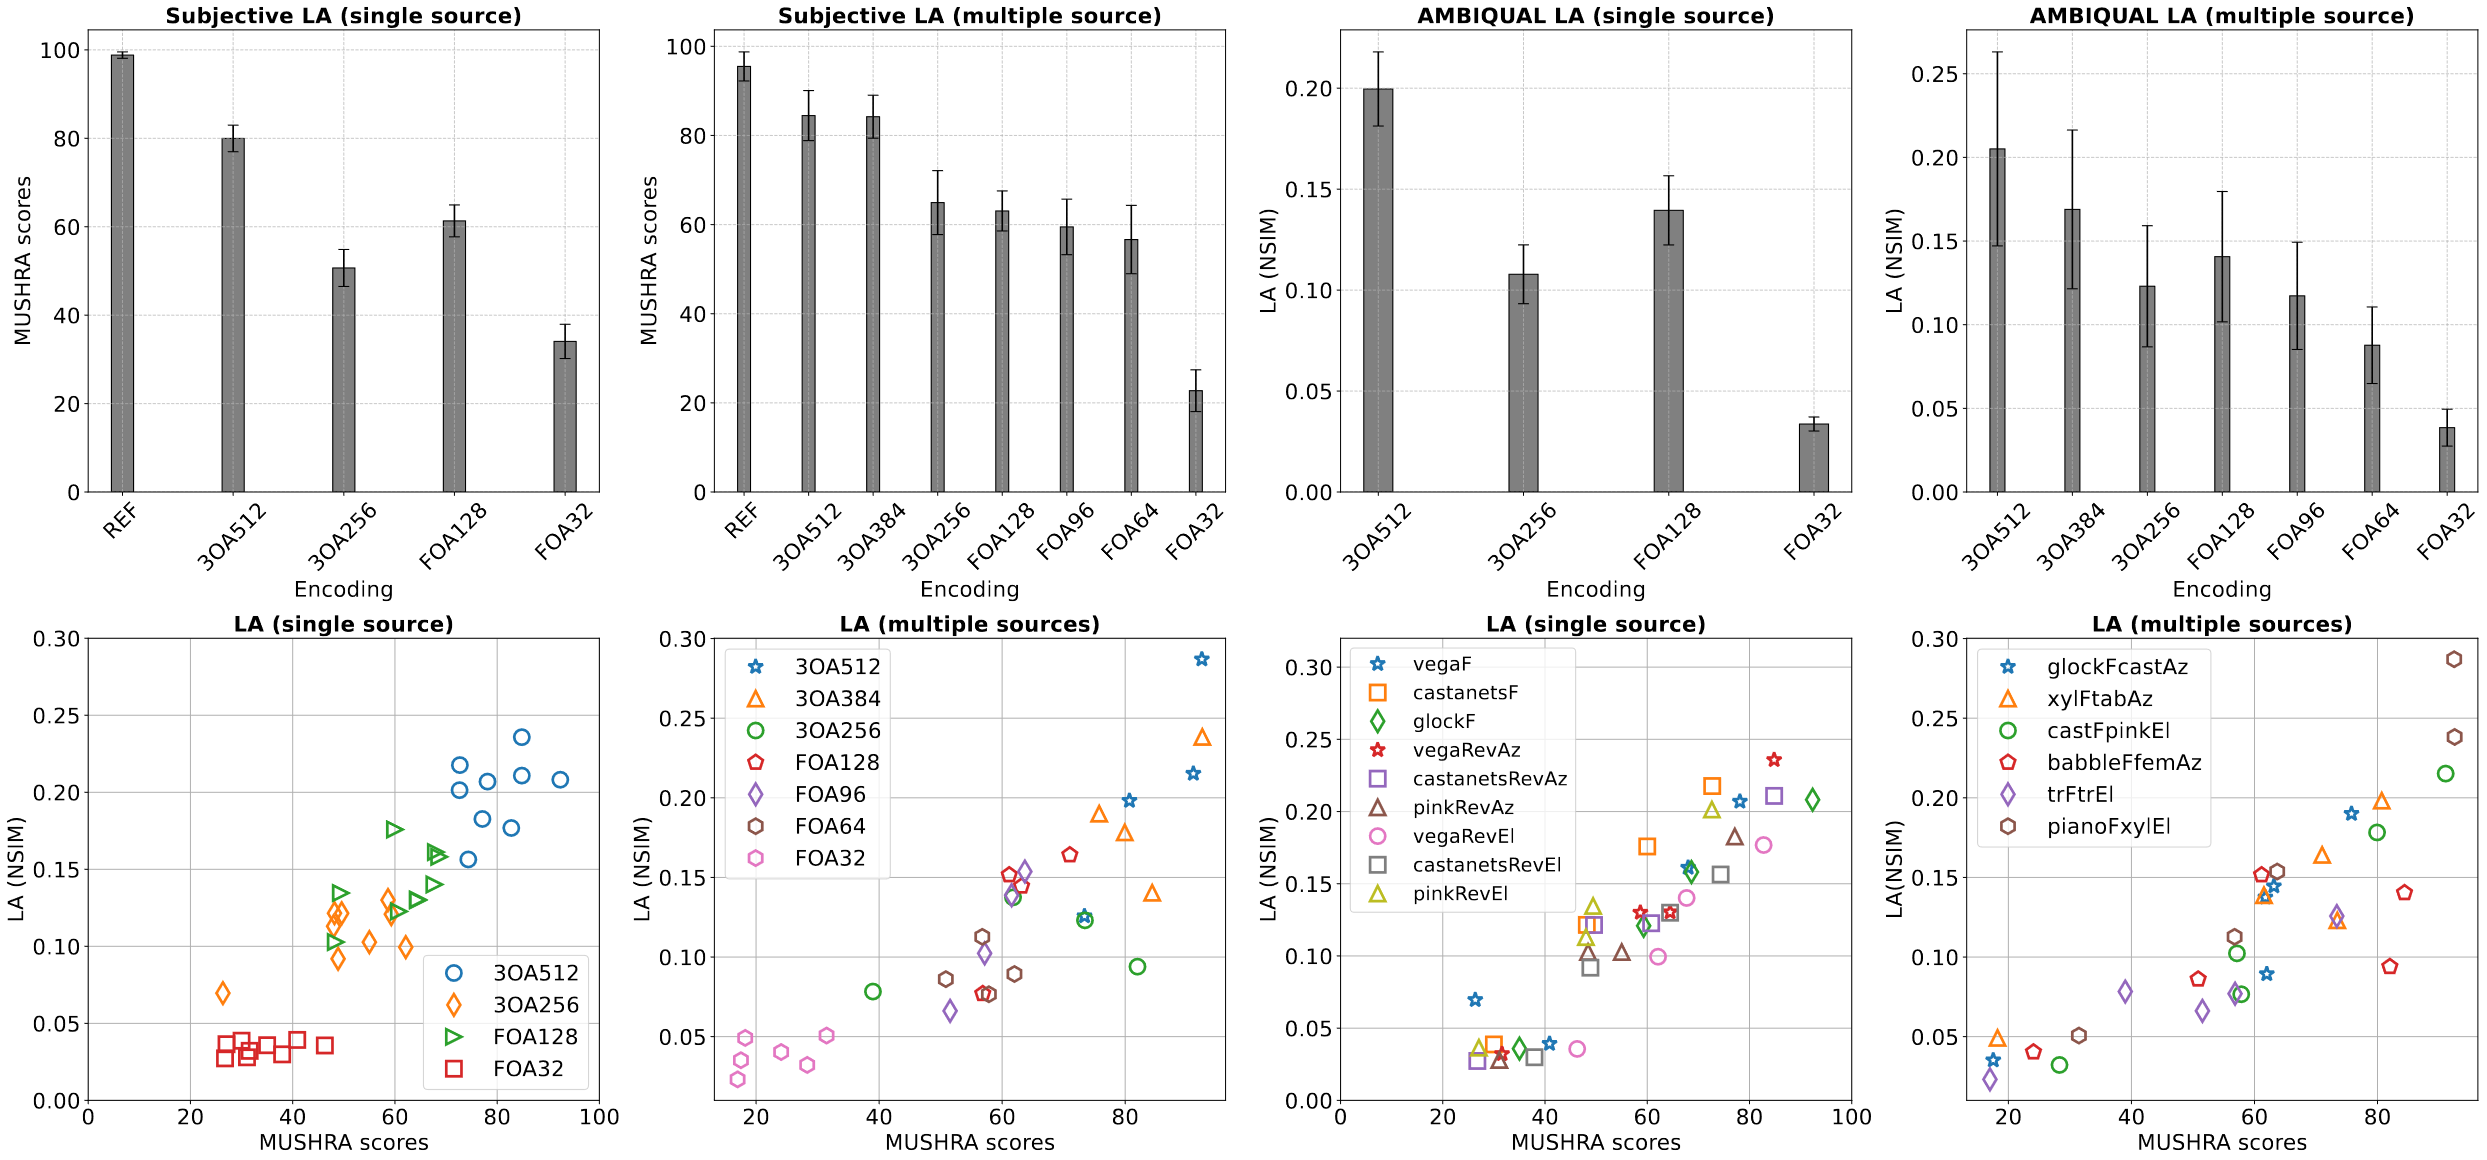 Subjective LA (single source)
100
80
60
40
20
0
MUSHRA scores
REF
3OA512
3OA256
FOA128
FOA32
Encoding
Subjective LA (multiple source)
100
80
60
40
20
0
MUSHRA scores
REF
3OA512
3OA384
3OA256
FOA128
FOA96
FOA64
FOA32
Encoding
AMBIQUAL LA (single source)
0.20
0.15
0.10
0.05
0.00
LA (NSIM)
3OA512
3OA256
FOA128
FOA32
Encoding
AMBIQUAL LA (multiple source)
0.25
0.20
0.15
0.10
0.05
0.00
LA (NSIM)
3OA512
3OA384
3OA256
FOA128
FOA96
FOA64
FOA32
Encoding
LA (single source)
0.30
0.25
0.20
0.15
0.10
0.05
0.00
LA (NSIM)
3OA512
3OA256
FOA128
FOA32
0 20 40 60 80 100
MUSHRA scores
LA (multiple sources)
0.30
0.25
0.20
0.15
0.10
0.05
LA (NSIM)
3OA512
3OA384
3OA256
FOA128
FOA96
FOA64
FOA32
20 40 60 80
MUSHRA scores
LA (single source)
0.30
0.25
0.20
0.15
0.10
0.05
0.00
LA (NSIM)
vegaF
castanetsF
glockF
vegaRevAz
castanetsRevAz
pinkRevAz
vegaRevEl
castanetsRevEl
pinkRevEl
0 20 40 60 80 100
MUSHRA scores
LA (multiple sources)
0.30
0.25
0.20
0.15
0.10
0.05
LA(NSIM)
glockFcastAz
xylFtabAz
castFpinkEl
babbleFfemAz
trFtrEl
pianoFxylEl
20 40 60 80
MUSHRA scores